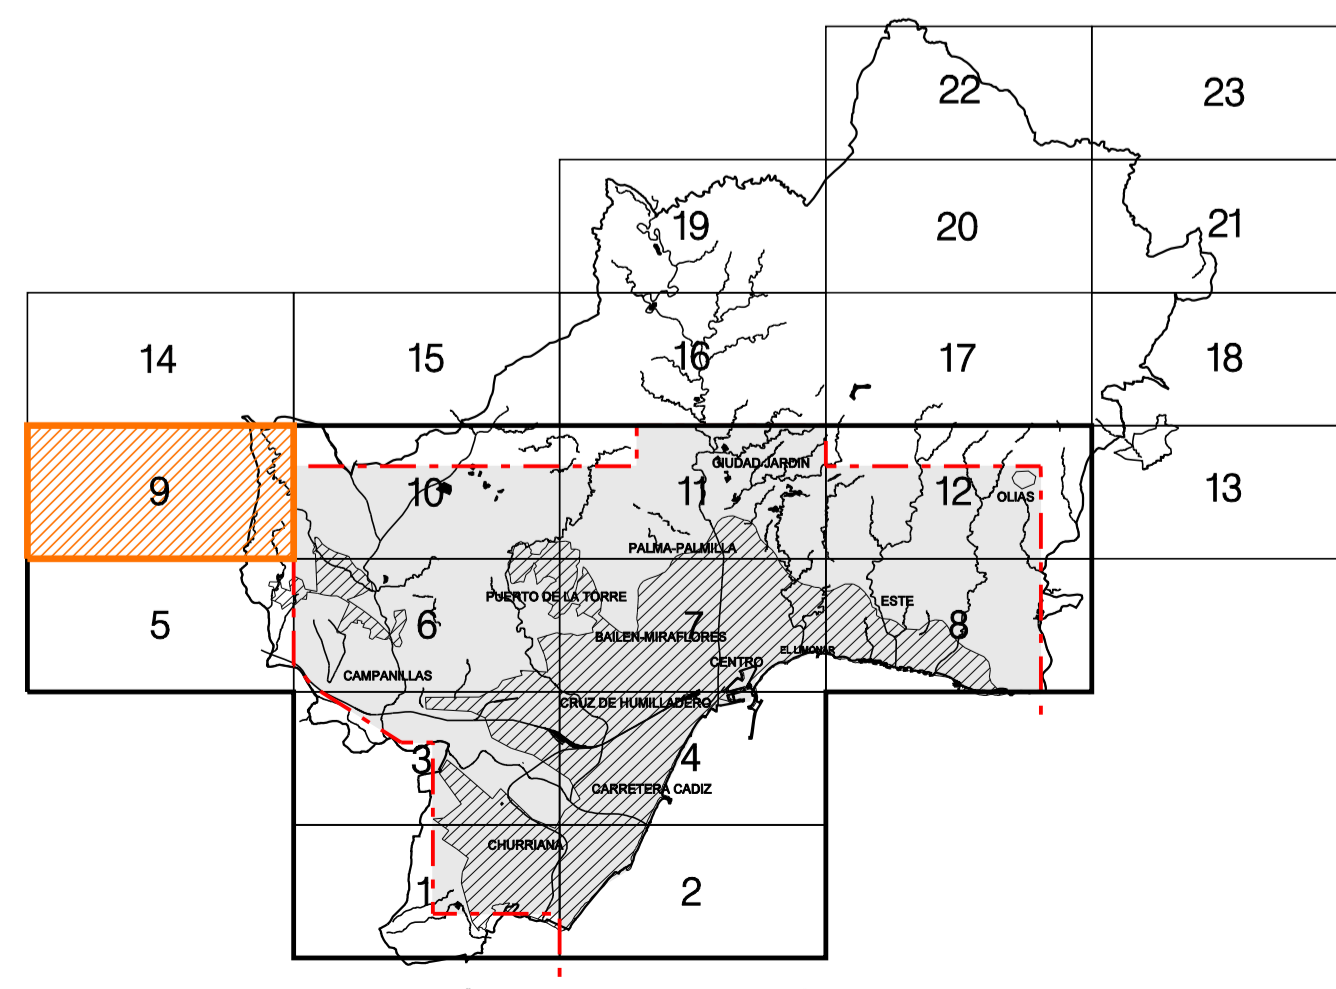 22
23
19
20
21
14
15
16
17
18
CIUDAD JARDIN
9
10
11
12
OLIAS
13
PALMA-PALMILLA
PUERTO DE LA TORRE
ESTE
5
6
7
8
BAILEN-MIRAFLORES
EL LIMONAR
CENTRO
CAMPANILLAS
CRUZ DE HUMILLADERO
3
4
CARRETERA CADIZ
CHURRIANA
1
2